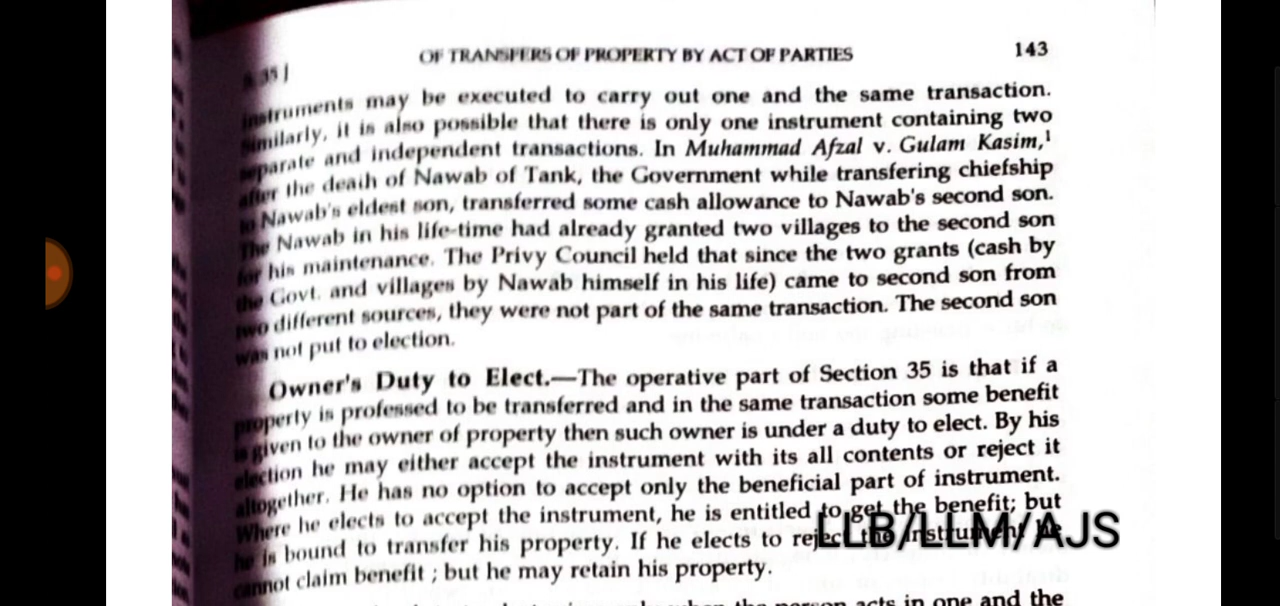 OF TRANSFERS OF PROPERTY BY ACT OF PARTIES 143
S. 35 ]
instruments may be executed to carry out one and the same transaction.
Similarly, it is also possible that there is only one instrument containing two
separate and independent transactions. In Muhammad Afzal v. Gulam Kasim,¹
after the death of Nawab of Tank, the Government while transfering chiefship
to Nawab's eldest son, transferred some cash allowance to Nawab's second son.
The Nawab in his life-time had already granted two villages to the second son
for his maintenance. The Privy Council held that since the two grants (cash by
the Govt. and villages by Nawab himself in his life) came to second son from
two different sources, they were not part of the same transaction. The second son
was not put to election.
Owner's Duty to Elect.—The operative part of Section 35 is that if a
property is professed to be transferred and in the same transaction some benefit
is given to the owner of property then such owner is under a duty to elect. By his
election he may either accept the instrument with its all contents or reject it
altogether. He has no option to accept only the beneficial part of instrument.
Where he elects to accept the instrument, he is entitled to get the benefit; but
he is bound to transfer his property. If he elects to reject the instrument he
cannot claim benefit ; but he may retain his property.
LLB/LLM/AJS
only when the person acts in one and the